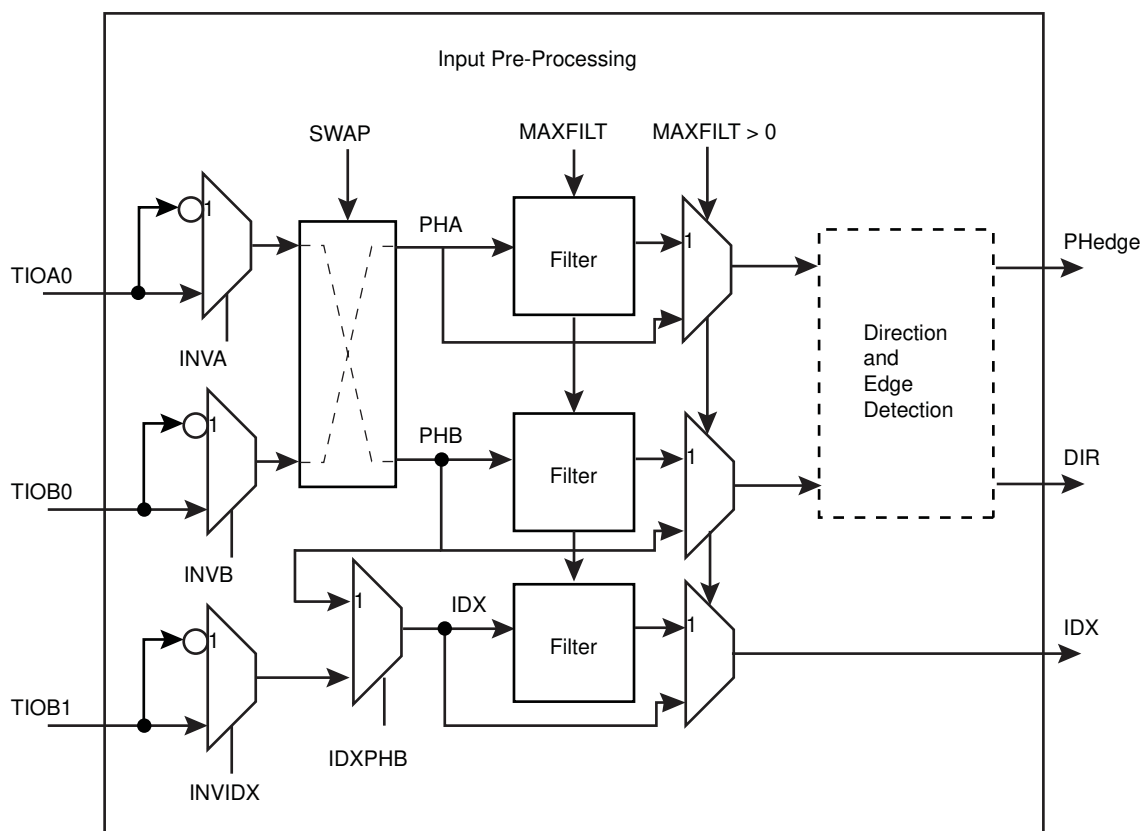 Input Pre-Processing
SWAP
MAXFILT
MAXFILT > 0
1
PHA
1
Filter
PHedge
TIOA0
INVA
Direction
and
Edge
Detection
1
PHB
1
Filter
DIR
TIOB0
INVB
1
IDX
1
Filter
IDX
1
TIOB1
IDXPHB
INVIDX